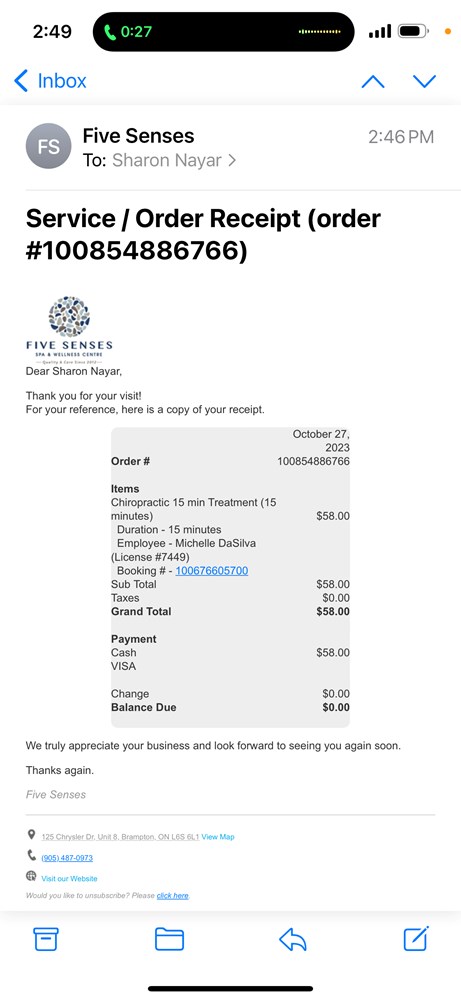 2:49
0:27
Inbox
FS
Five Senses
2:46 PM
To: Sharon Nayar
Service / Order Receipt (order
#100854886766)
FIVE SENSES
SPA & WELLNESS CENTRE
Quality & Care Since 2012
Dear Sharon Nayar,
Thank you for your visit!
For your reference, here is a copy of your receipt.
October 27,
2023
Order # 100854886766
Items
Chiropractic 15 min Treatment (15
minutes) $58.00
Duration - 15 minutes
Employee - Michelle DaSilva
(License #7449)
Booking # - 100676605700
Sub Total $58.00
Taxes $0.00
Grand Total $58.00
Payment
Cash $58.00
VISA
Change $0.00
Balance Due $0.00
We truly appreciate your business and look forward to seeing you again soon.
Thanks again.
Five Senses
125 Chrysler Dr, Unit 8, Brampton, ON L6S 6L1 View Map
(905) 487-0973
Visit our Website
Would you like to unsubscribe? Please click here.